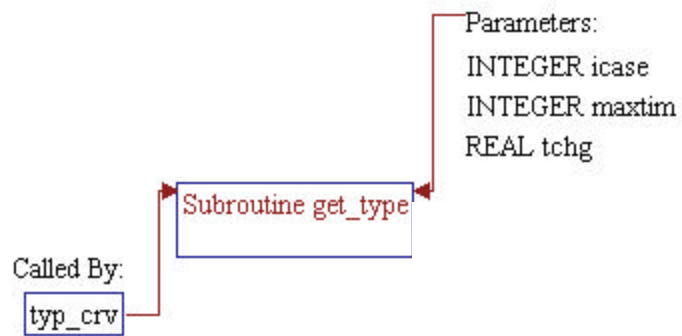 Parameters:
INTEGER icase
INTEGER maxtim
REAL tchg
Subroutine get_type
Called By:
typ_crv